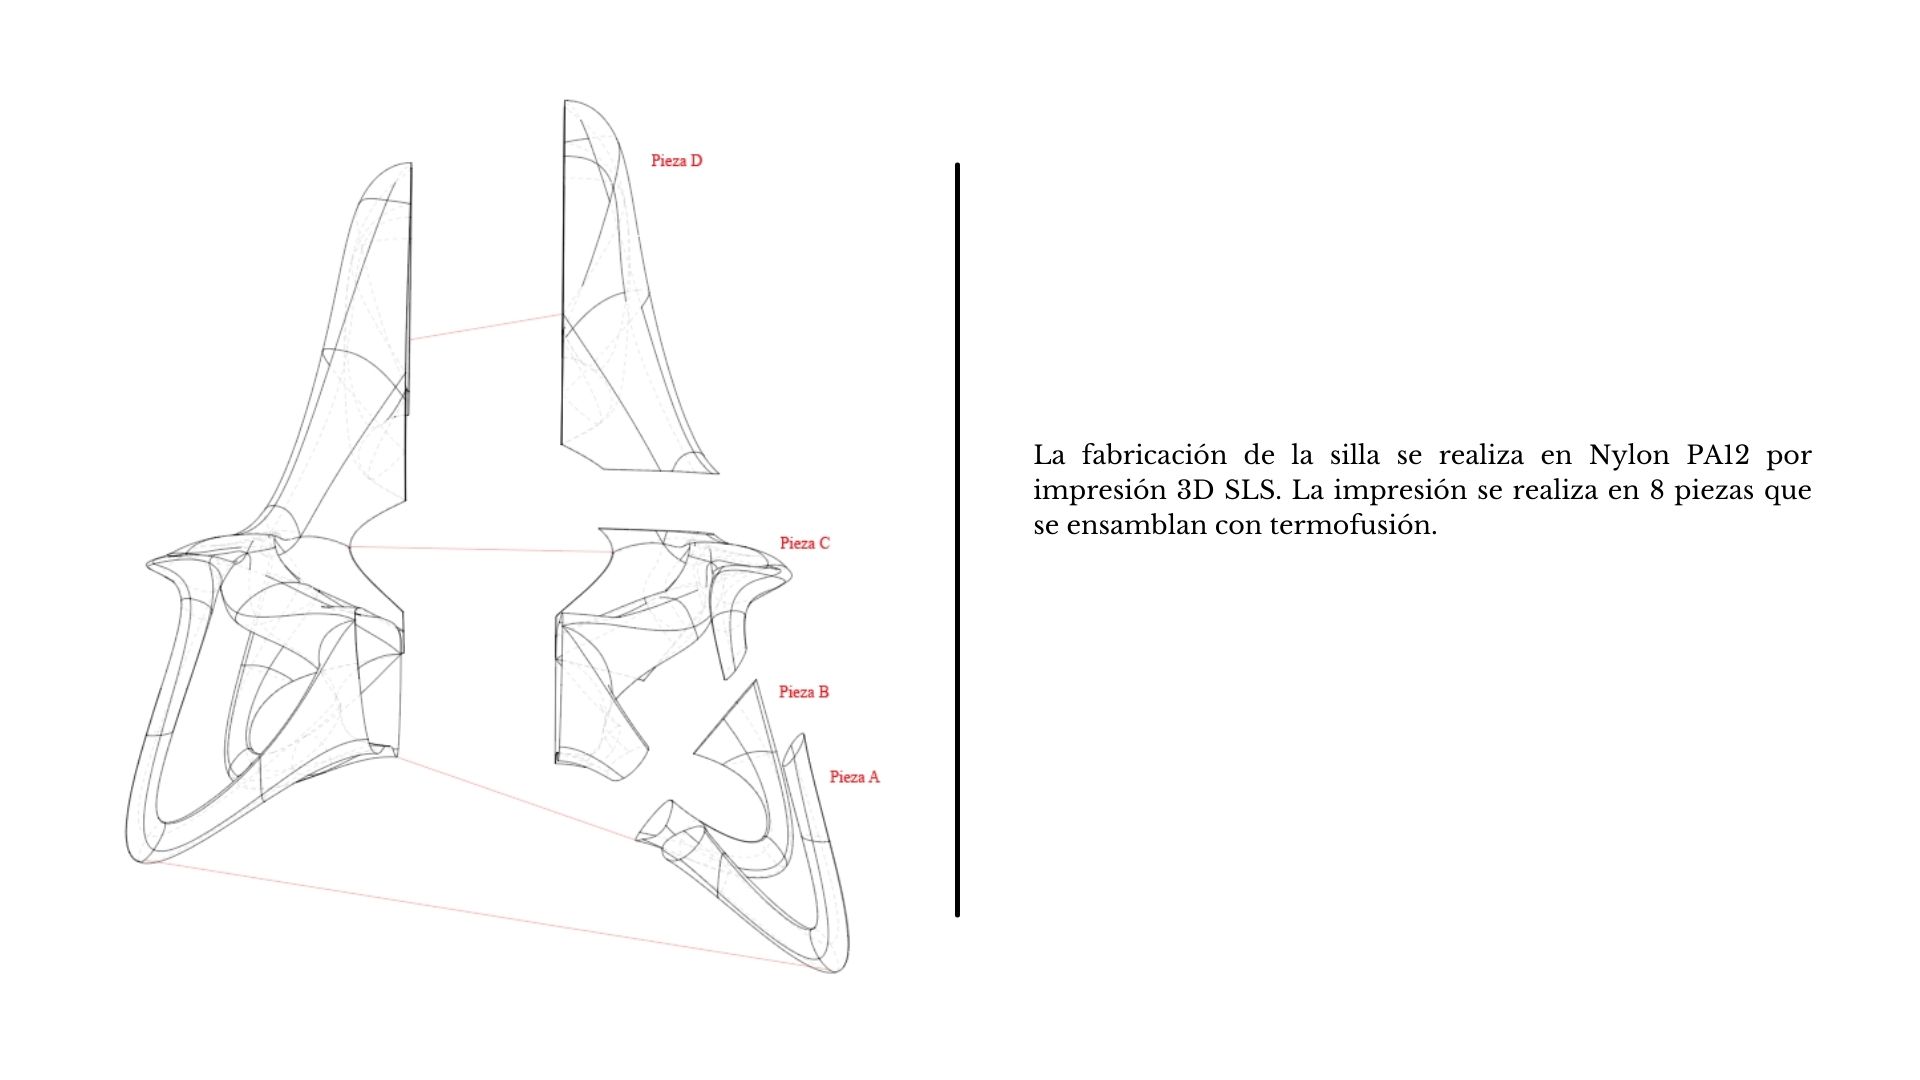 Pieza D
Pieza C
Pieza B
Pieza A
La fabricación de la silla se realiza en Nylon PA12 por
impresión 3D SLS. La impresión se realiza en 8 piezas que
se ensamblan con termofusión.